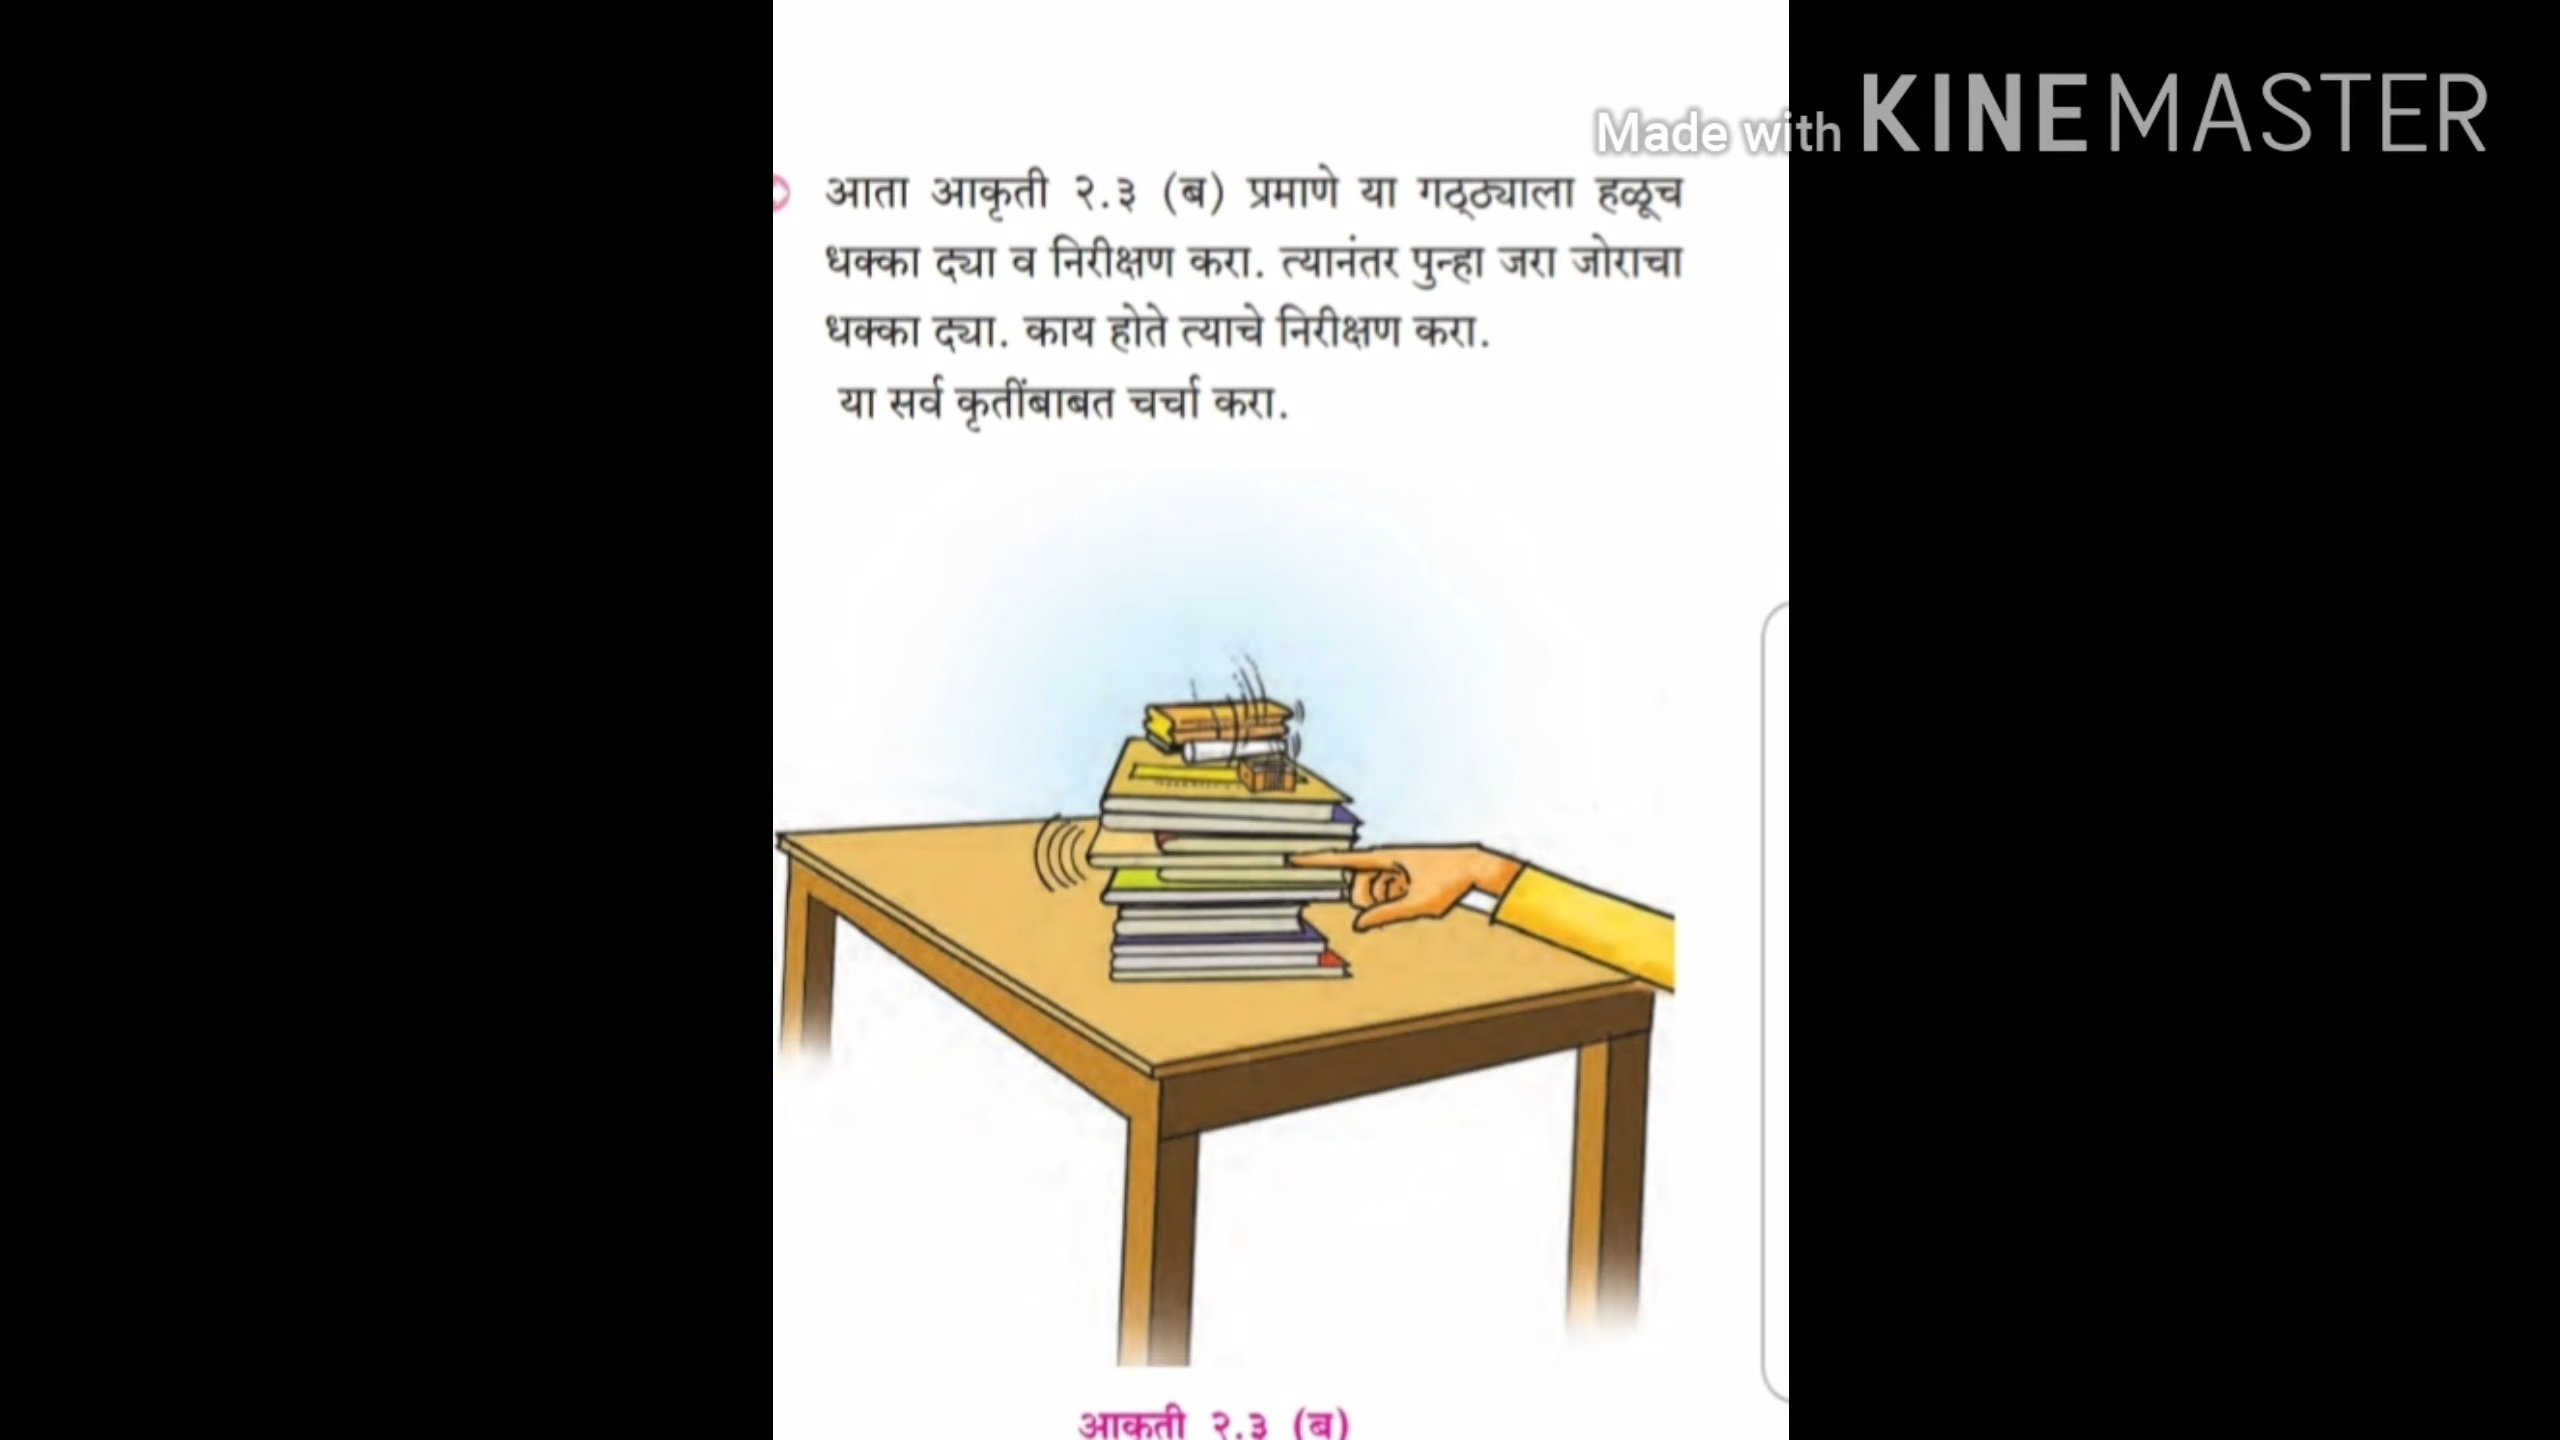 Made with KINEMASTER
आता आकृती २.३ (ब) प्रमाणे या गठ्ठ्याला हळूच
धक्का द्या व निरीक्षण करा. त्यानंतर पुन्हा जरा जोराचा
धक्का द्या. काय होते त्याचे निरीक्षण करा.
या सर्व कृतींबाबत चर्चा करा.
आकृती २.३ (ब)